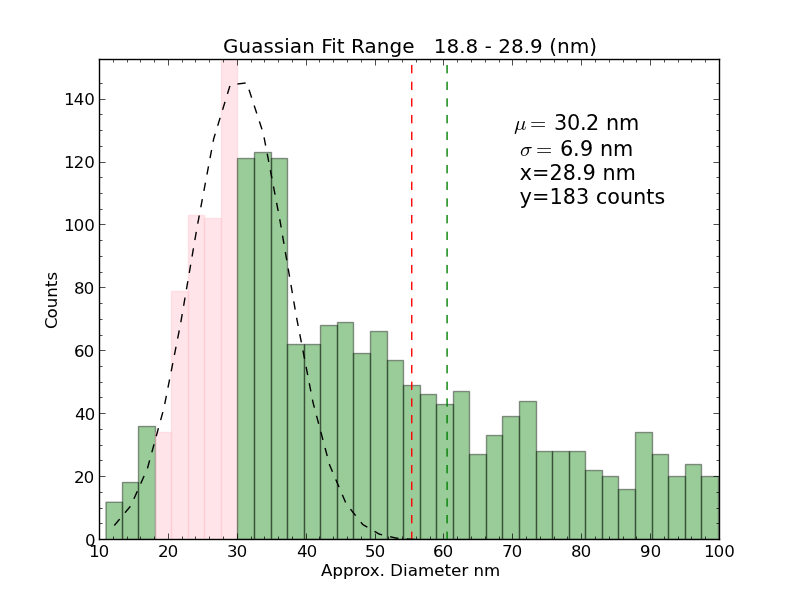 Guassian Fit Range   18.8 - 28.9 (nm)
Counts
140
120
100
80
60
40
20
0
μ = 30.2 nm
σ = 6.9 nm
x=28.9 nm
y=183 counts
10 20 30 40 50 60 70 80 90 100
Approx. Diameter nm